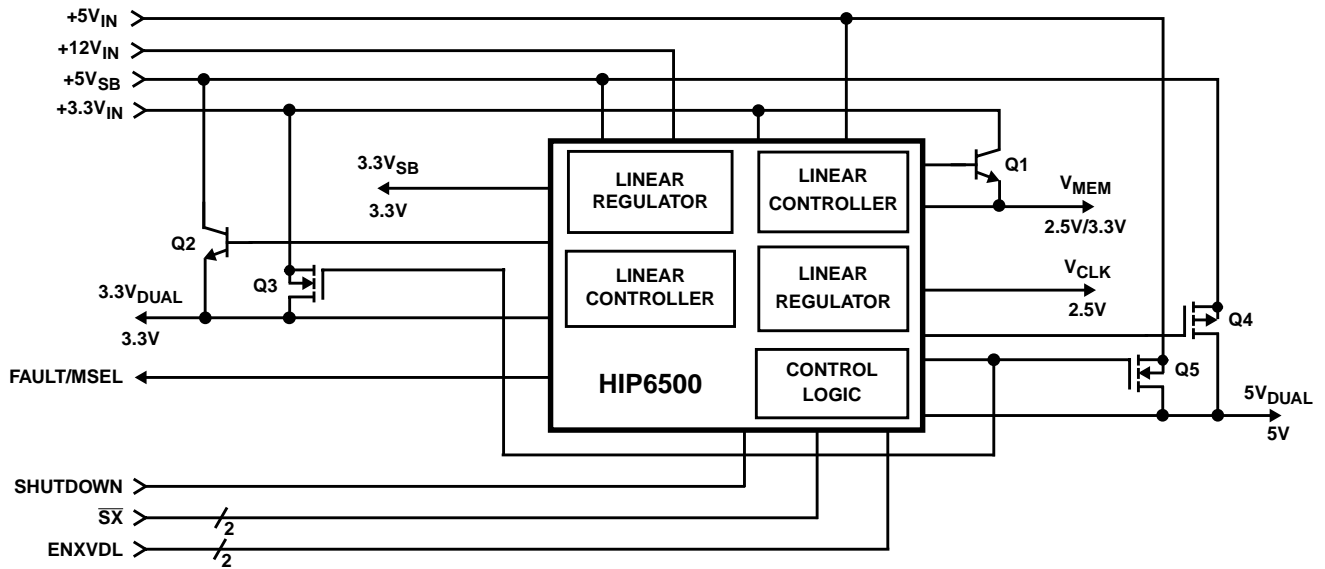 +5VIN
+12VIN
+5VSB
+3.3VIN
3.3VSB
3.3V
Q2
Q3
3.3VDUAL
3.3V
FAULT/MSEL
SHUTDOWN
SX
2
ENXVDL
2
LINEAR
REGULATOR
LINEAR
CONTROLLER
LINEAR
CONTROLLER
LINEAR
REGULATOR
HIP6500
CONTROL
LOGIC
Q1
VMEM
2.5V/3.3V
VCLK
2.5V
Q4
Q5
5VDUAL
5V